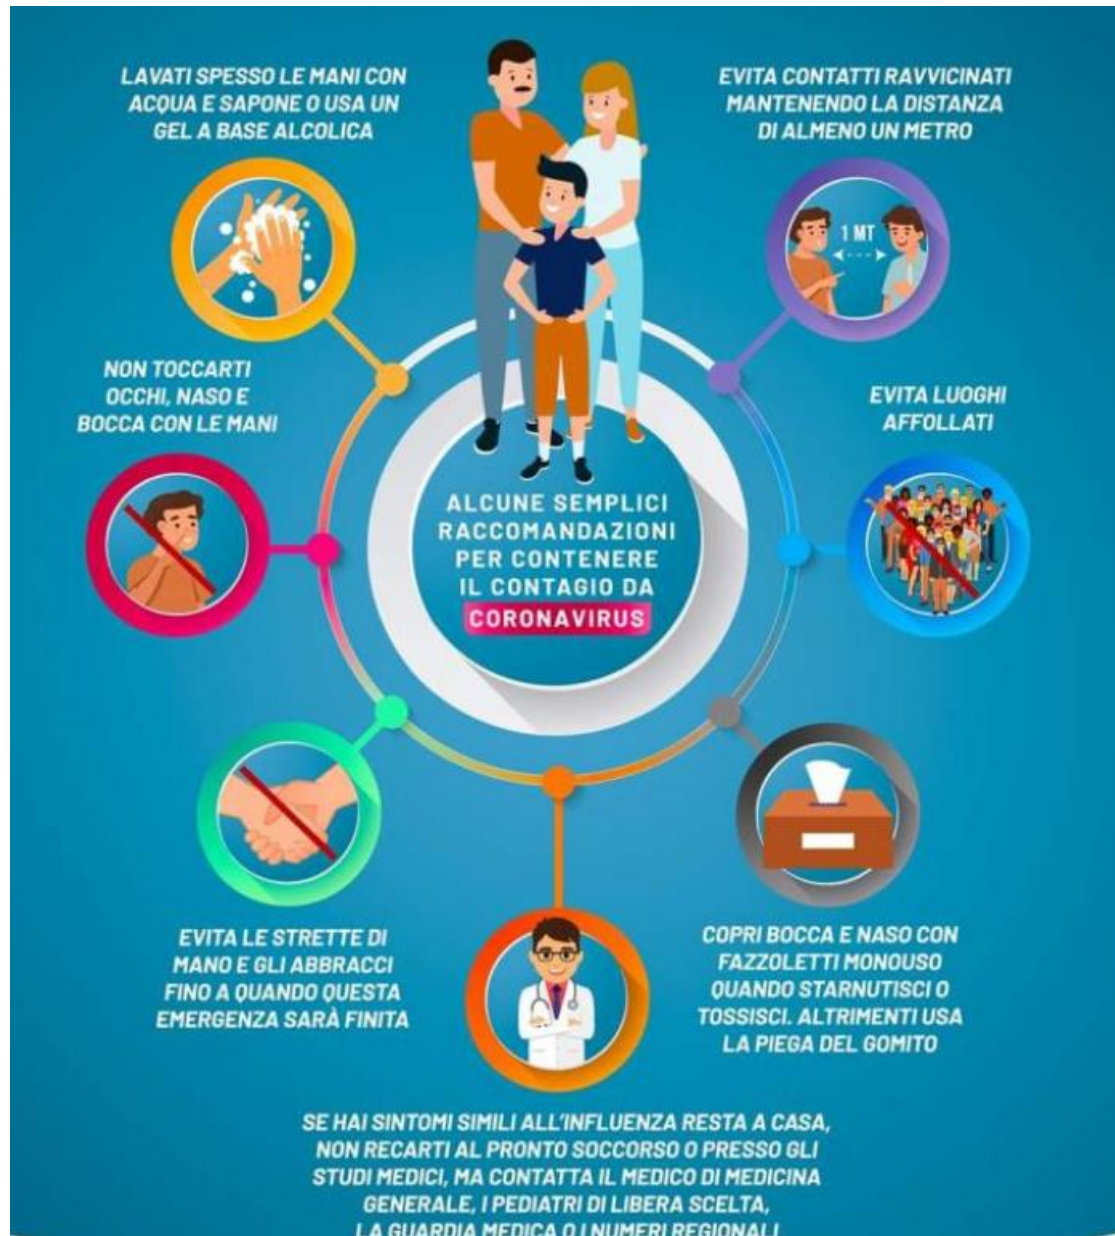 LAVATI SPESSO LE MANI CON
ACQUA E SAPONE O USA UN
GEL A BASE ALCOLICA
EVITA CONTATTI RAVVICINATI
MANTENENDO LA DISTANZA
DI ALMENO UN METRO
1 MT
NON TOCCARTI
OCCHI, NASO E
BOCCA CON LE MANI
EVITA LUOGHI
AFFOLLATI
ALCUNE SEMPLICI
RACCOMANDAZIONI
PER CONTENERE
IL CONTAGIO DA
CORONAVIRUS
EVITA LE STRETTE DI
MANO E GLI ABBRACCI
FINO A QUANDO QUESTA
EMERGENZA SARÀ FINITA
COPRI BOCCA E NASO CON
FAZZOLETTI MONOUSO
QUANDO STARNUTISCI O
TOSSISCI. ALTRIMENTI USA
LA PIEGA DEL GOMITO
SE HAI SINTOMI SIMILI ALL'INFLUENZA RESTA A CASA,
NON RECARTI AL PRONTO SOCCORSO O PRESSO GLI
STUDI MEDICI, MA CONTATTA IL MEDICO DI MEDICINA
GENERALE, I PEDIATRI DI LIBERA SCELTA,
LA GUARDIA MEDICA O I NUMERI REGIONALI